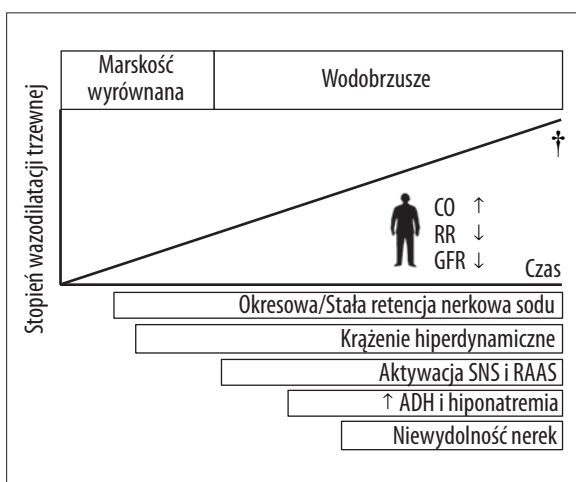 Marskość
wyrównana
Wodobrzusze
Stopień wazodilatacji trzewnej
†
CO ↑
RR ↓
GFR ↓
Czas
Okresowa/Stała retencja nerkowa sodu
Krążenie hiperdynamiczne
Aktywacja SNS i RAAS
↑ ADH i hiponatremia
Niewydolność nerek